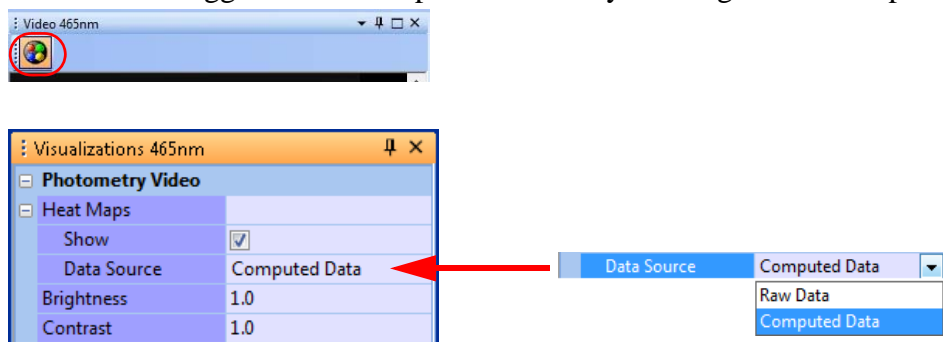 Video 465nm
Visualizations 465nm
Photometry Video
Heat Maps
Show
Data Source Computed Data
Brightness 1.0
Contrast 1.0
Data Source Computed Data
Raw Data
Computed Data